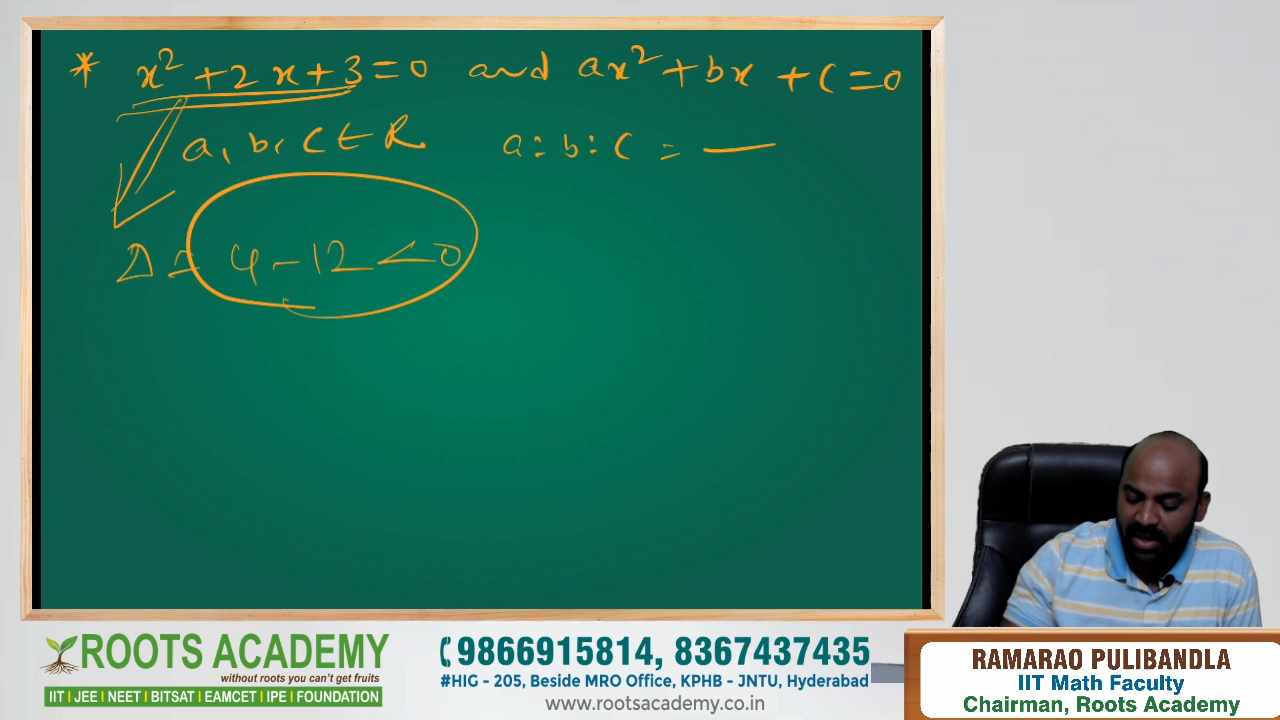 * x² + 2x + 3 = 0 and ax² + bx + c = 0
a, b, c ∈ R a : b : c = —
Δ = 4 - 12 < 0
ROOTS ACADEMY
without roots you can't get fruits
IIT | JEE | NEET | BITSAT | EAMCET | IPE | FOUNDATION
9866915814, 8367437435
#HIG - 205, Beside MRO Office, KPHB - JNTU, Hyderabad
www.rootsacademy.co.in
RAMARAO PULIBANDLA
IIT Math Faculty
Chairman, Roots Academy